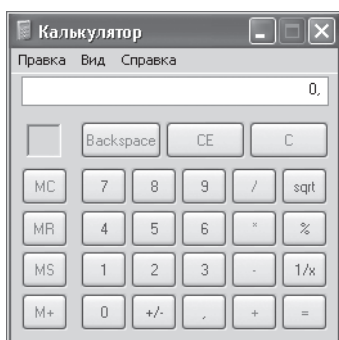 Калькулятор
Правка Вид Справка
0,
Backspace CE C
MC 7 8 9 / sqrt
MR 4 5 6 * %
MS 1 2 3 - 1/x
M+ 0 +/- , + =